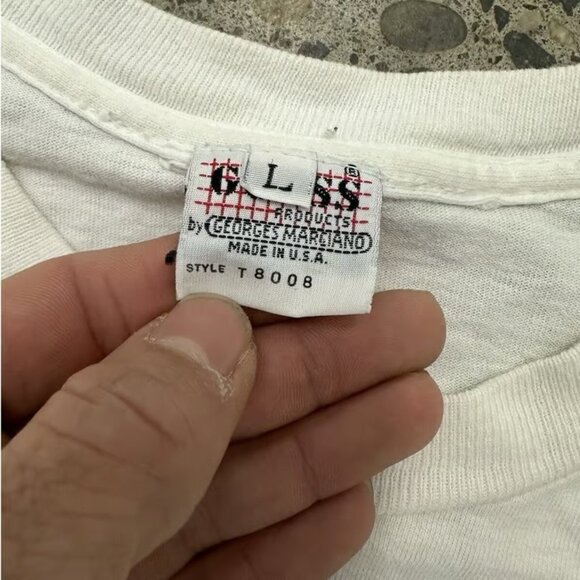 L
G SS ®
PRODUCTS
by GEORGES MARCIANO
MADE IN U.S.A.
STYLE T8008